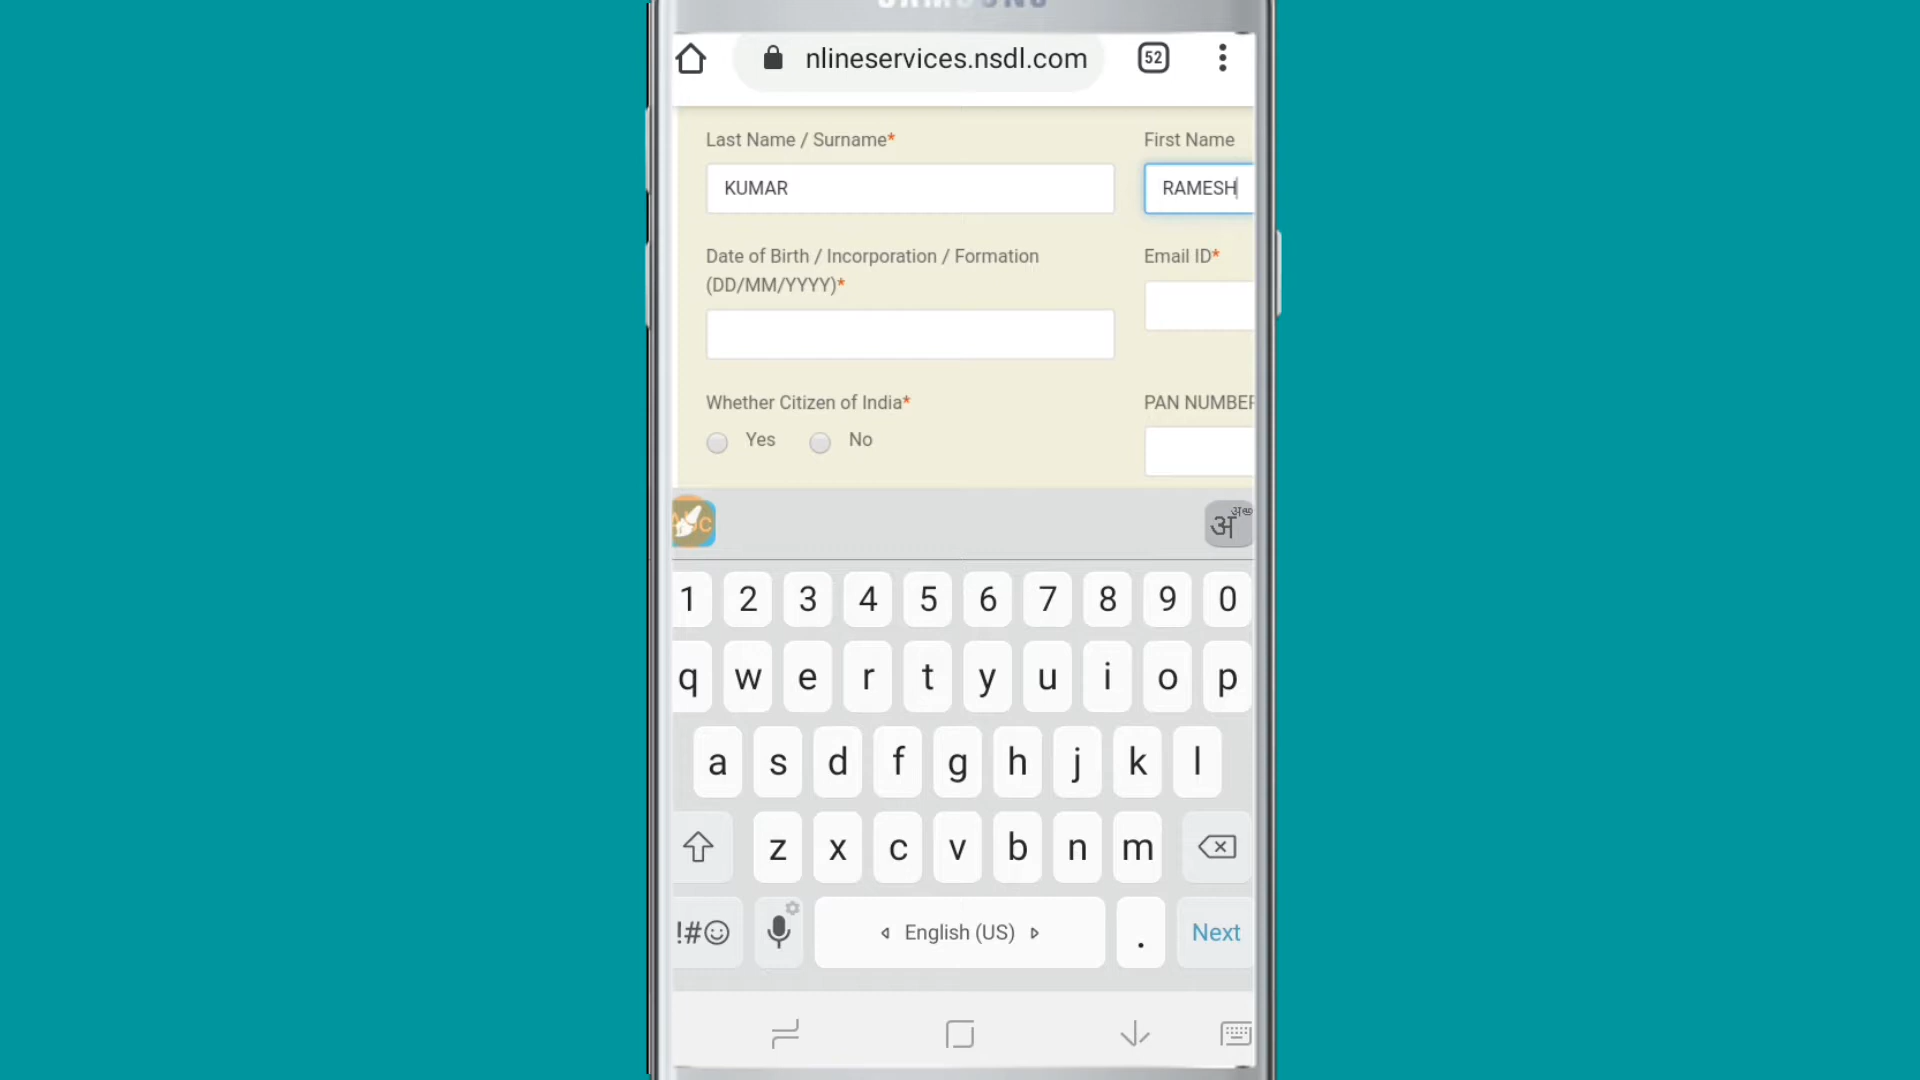 SAMSUNG
nlineservices.nsdl.com
52
Last Name / Surname*
First Name
KUMAR
RAMESH
Date of Birth / Incorporation / Formation
(DD/MM/YYYY)*
Email ID*
Whether Citizen of India*
PAN NUMBER
Yes
No
अ
1 2 3 4 5 6 7 8 9 0
q w e r t y u i o p
a s d f g h j k l
z x c v b n m
!#☺
English (US)
.
Next